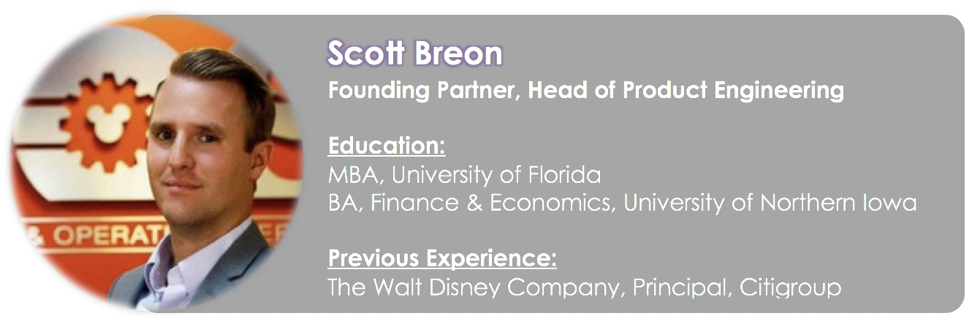 Scott Breon
Founding Partner, Head of Product Engineering
Education:
MBA, University of Florida
BA, Finance & Economics, University of Northern Iowa
Previous Experience:
The Walt Disney Company, Principal, Citigroup
&